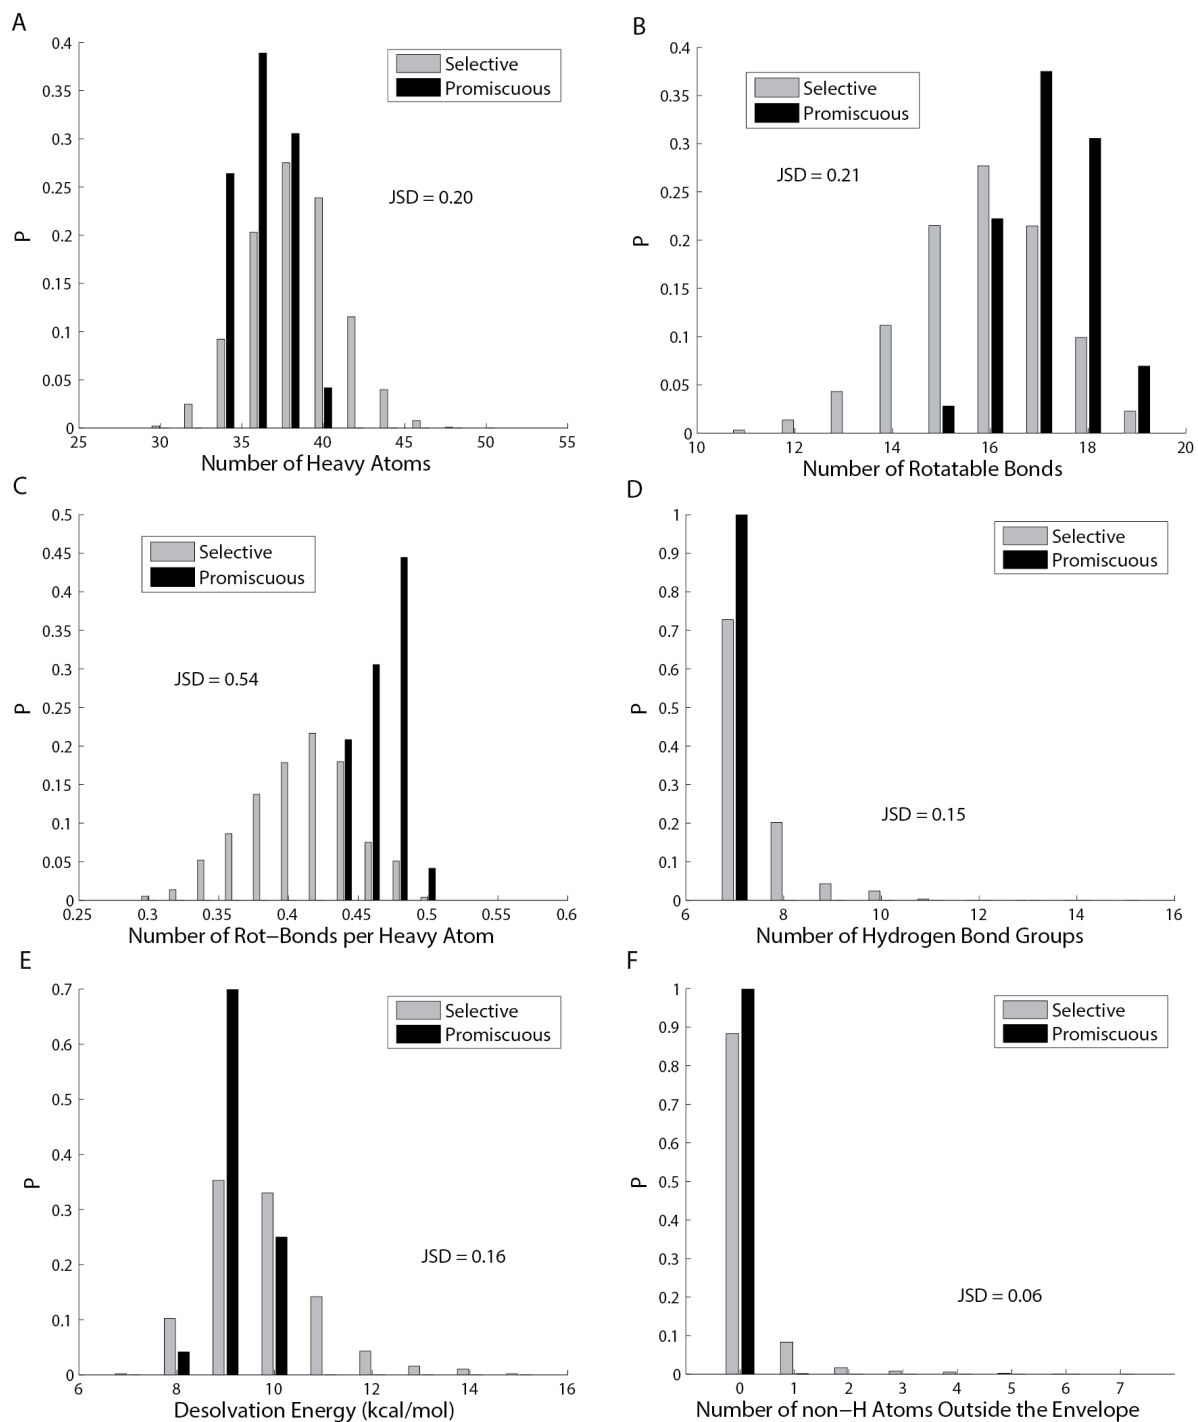 A
0.4
0.35
0.3
0.25
0.2
0.15
0.1
0.05
0
P
Selective
Promiscuous
JSD = 0.20
25 30 35 40 45 50 55
Number of Heavy Atoms
B
0.4
0.35
0.3
0.25
0.2
0.15
0.1
0.05
0
P
Selective
Promiscuous
JSD = 0.21
10 12 14 16 18 20
Number of Rotatable Bonds
C
0.5
0.45
0.4
0.35
0.3
0.25
0.2
0.15
0.1
0.05
0
P
Selective
Promiscuous
JSD = 0.54
0.25 0.3 0.35 0.4 0.45 0.5 0.55 0.6
Number of Rot−Bonds per Heavy Atom
D
1
0.9
0.8
0.7
0.6
0.5
0.4
0.3
0.2
0.1
0
P
Selective
Promiscuous
JSD = 0.15
6 8 10 12 14 16
Number of Hydrogen Bond Groups
E
0.7
0.6
0.5
0.4
0.3
0.2
0.1
0
P
Selective
Promiscuous
JSD = 0.16
6 8 10 12 14 16
Desolvation Energy (kcal/mol)
F
1
0.9
0.8
0.7
0.6
0.5
0.4
0.3
0.2
0.1
0
P
Selective
Promiscuous
JSD = 0.06
0 1 2 3 4 5 6 7
Number of non−H Atoms Outside the Envelope